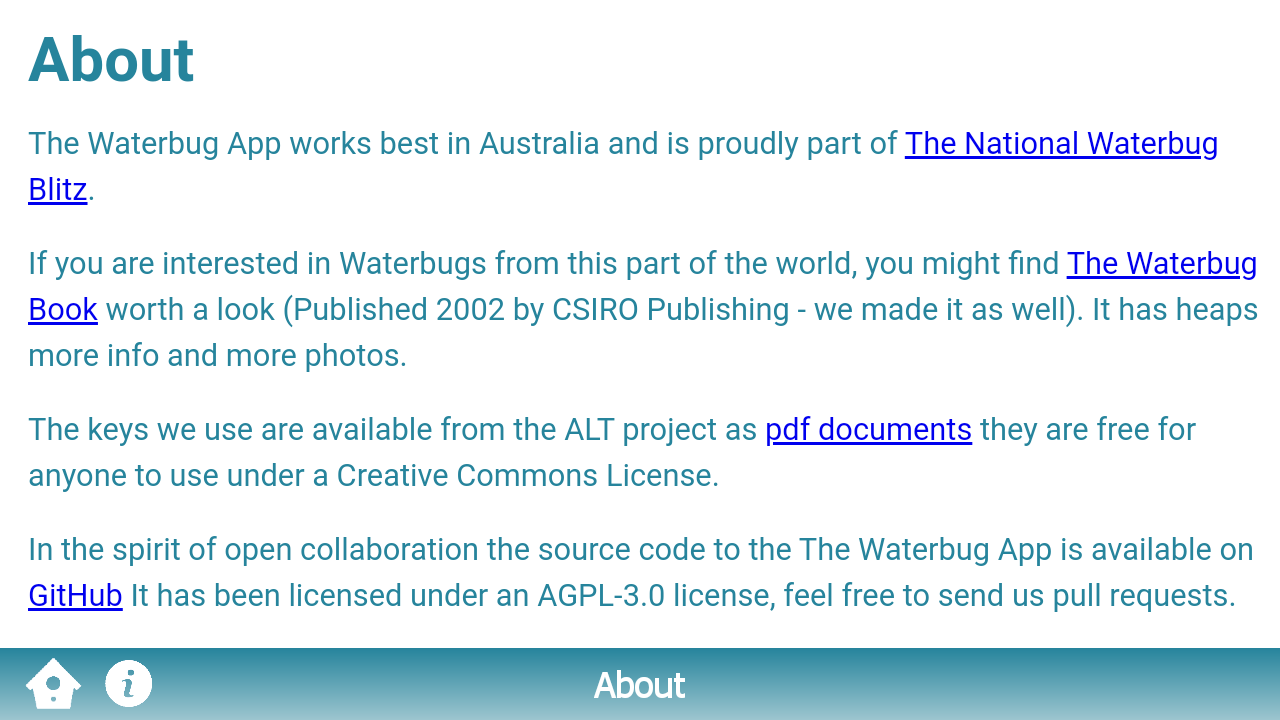 About
The Waterbug App works best in Australia and is proudly part of The National Waterbug
Blitz.
If you are interested in Waterbugs from this part of the world, you might find The Waterbug
Book worth a look (Published 2002 by CSIRO Publishing - we made it as well). It has heaps
more info and more photos.
The keys we use are available from the ALT project as pdf documents they are free for
anyone to use under a Creative Commons License.
In the spirit of open collaboration the source code to the The Waterbug App is available on
GitHub It has been licensed under an AGPL-3.0 license, feel free to send us pull requests.
About